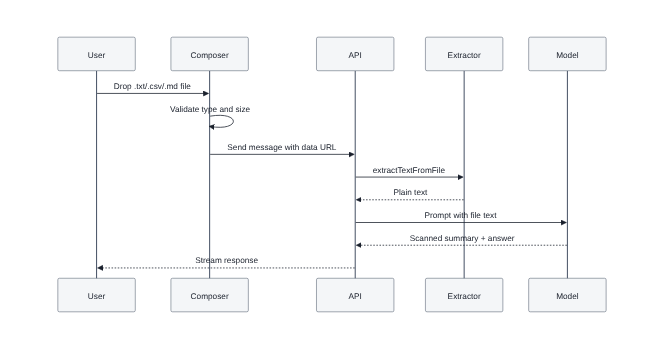 User
Composer
API
Extractor
Model
Drop .txt/.csv/.md file
Validate type and size
Send message with data URL
extractTextFromFile
Plain text
Prompt with file text
Scanned summary + answer
Stream response
User
Composer
API
Extractor
Model